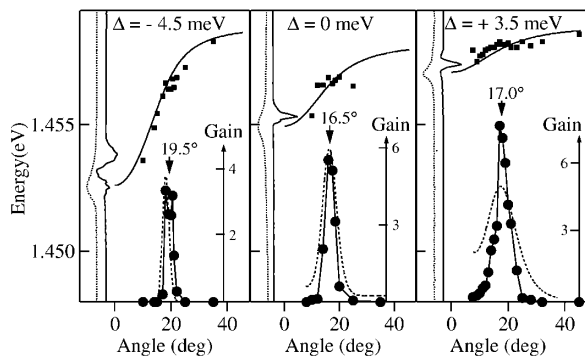 Δ = - 4.5 meV
Δ = 0 meV
Δ = + 3.5 meV
Energy(eV)
1.455
1.450
19.5°
Gain
4
2
16.5°
Gain
6
3
17.0°
Gain
6
3
0 20 40
0 20 40
0 20 40
Angle (deg)
Angle (deg)
Angle (deg)